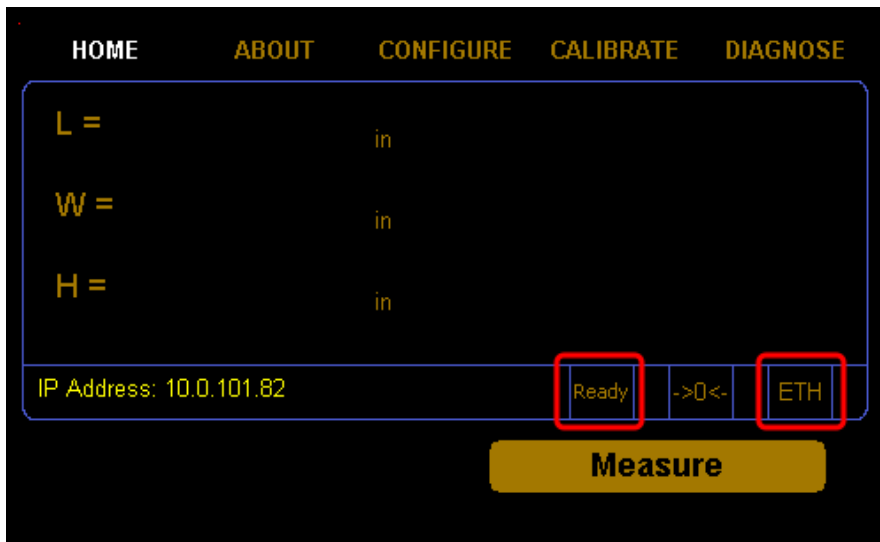 HOME ABOUT CONFIGURE CALIBRATE DIAGNOSE
L = in
W = in
H = in
IP Address: 10.0.101.82 Ready ->0<- ETH
Measure